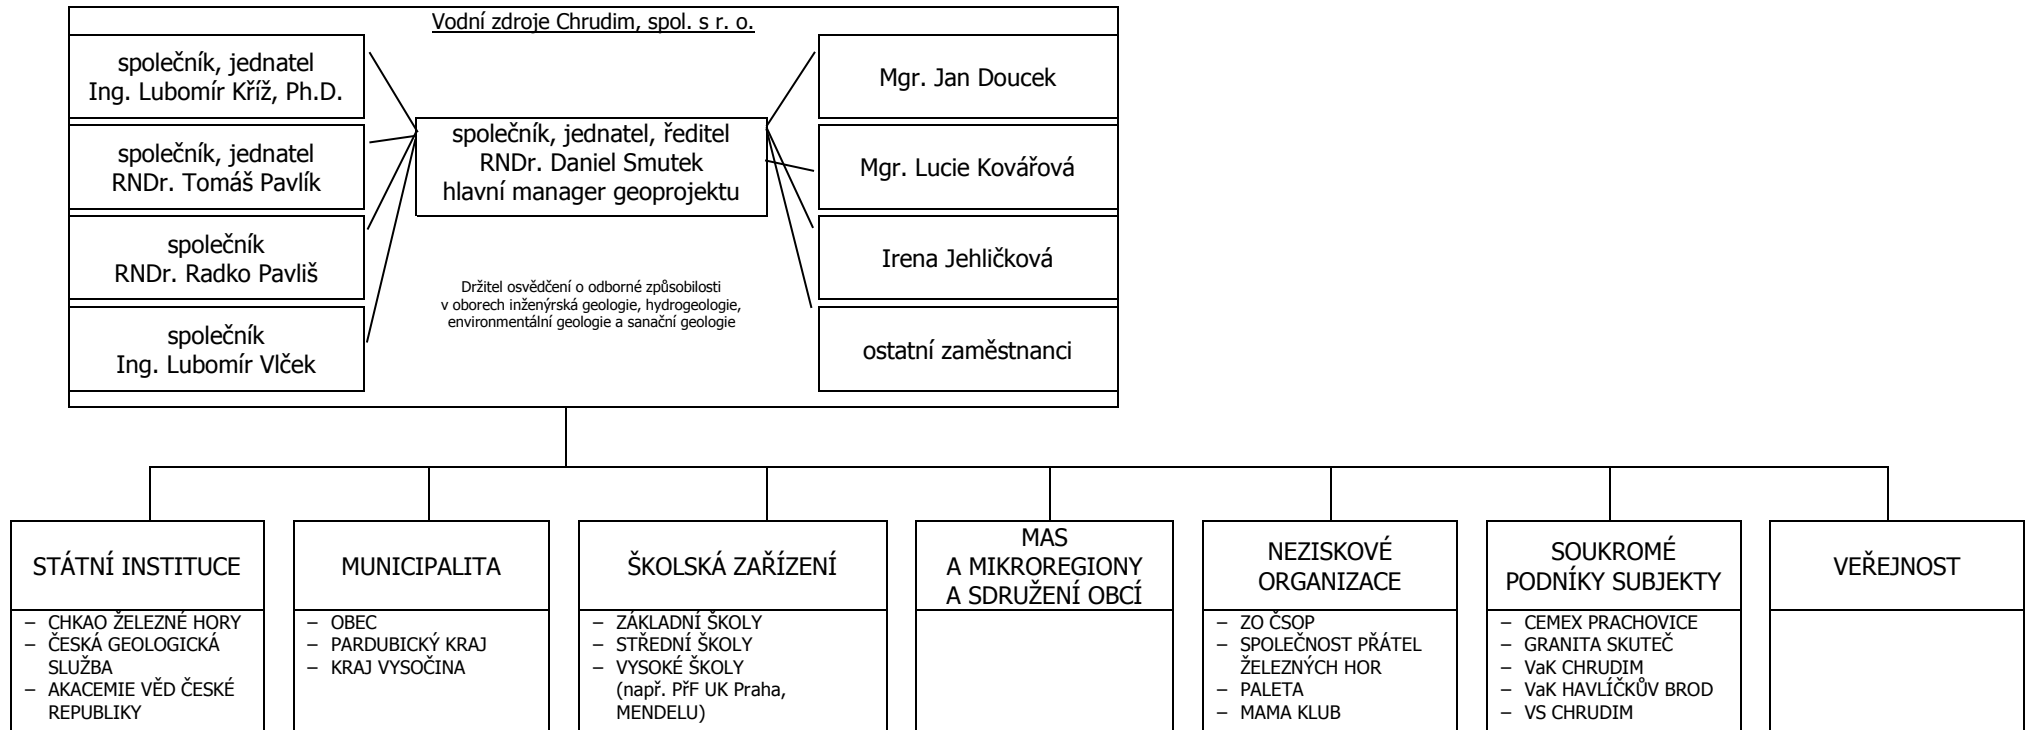 Vodní zdroje Chrudim, spol. s r. o.
společník, jednatel
Ing. Lubomír Kříž, Ph.D.
společník, jednatel
RNDr. Tomáš Pavlík
společník
RNDr. Radko Pavliš
společník
Ing. Lubomír Vlček
společník, jednatel, ředitel
RNDr. Daniel Smutek
hlavní manager geoprojektu
Držitel osvědčení o odborné způsobilosti
v oborech inženýrská geologie, hydrogeologie,
environmentální geologie a sanační geologie
Mgr. Jan Doucek
Mgr. Lucie Kovářová
Irena Jehličková
ostatní zaměstnanci
STÁTNÍ INSTITUCE
– CHKAO ŽELEZNÉ HORY
– ČESKÁ GEOLOGICKÁ
SLUŽBA
– AKACEMIE VĚD ČESKÉ
REPUBLIKY
MUNICIPALITA
– OBEC
– PARDUBICKÝ KRAJ
– KRAJ VYSOČINA
ŠKOLSKÁ ZAŘÍZENÍ
– ZÁKLADNÍ ŠKOLY
– STŘEDNÍ ŠKOLY
– VYSOKÉ ŠKOLY
(např. PřF UK Praha,
MENDELU)
MAS
A MIKROREGIONY
A SDRUŽENÍ OBCÍ
NEZISKOVÉ
ORGANIZACE
– ZO ČSOP
– SPOLEČNOST PŘÁTEL
ŽELEZNÝCH HOR
– PALETA
– MAMA KLUB
SOUKROMÉ
PODNÍKY SUBJEKTY
– CEMEX PRACHOVICE
– GRANITA SKUTEČ
– VaK CHRUDIM
– VaK HAVLÍČKŮV BROD
– VS CHRUDIM
VEŘEJNOST